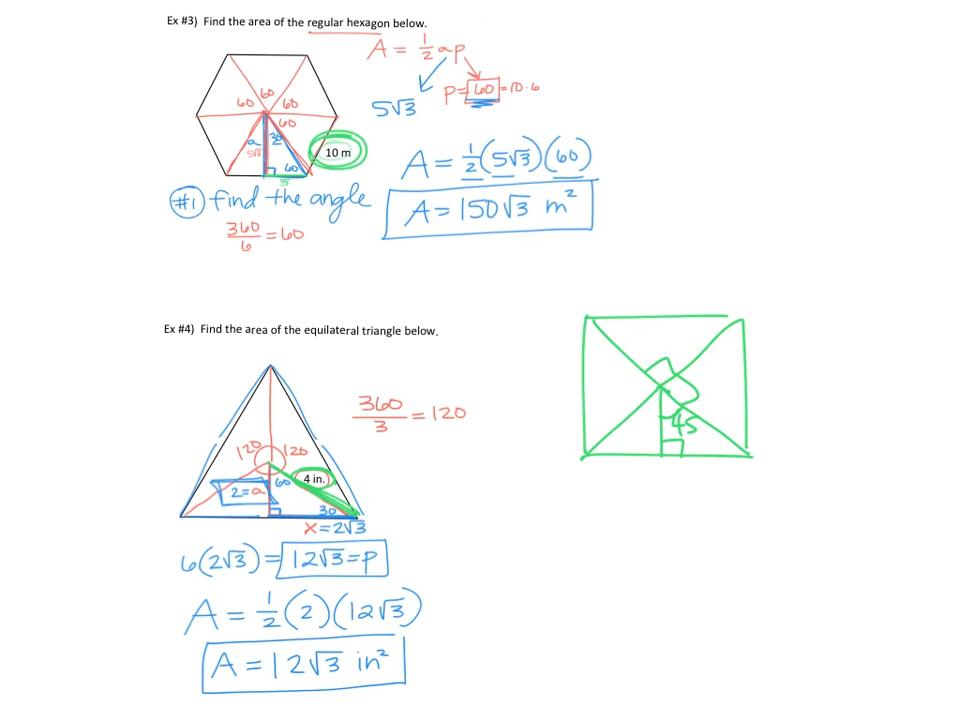 Ex #3) Find the area of the regular hexagon below.
A = 1/2 ap
5√3
P = 60 = 10·6
60 60 60
60
a 30
5√3
60
5
10 m
A = 1/2 (5√3)(60)
A = 150√3 m²
#1 find the angle
360/6 = 60
Ex #4) Find the area of the equilateral triangle below.
360/3 = 120
120 120
60
4 in.
2 = a
30
x = 2√3
45
6(2√3) = 12√3 = p
A = 1/2 (2)(12√3)
A = 12√3 in²